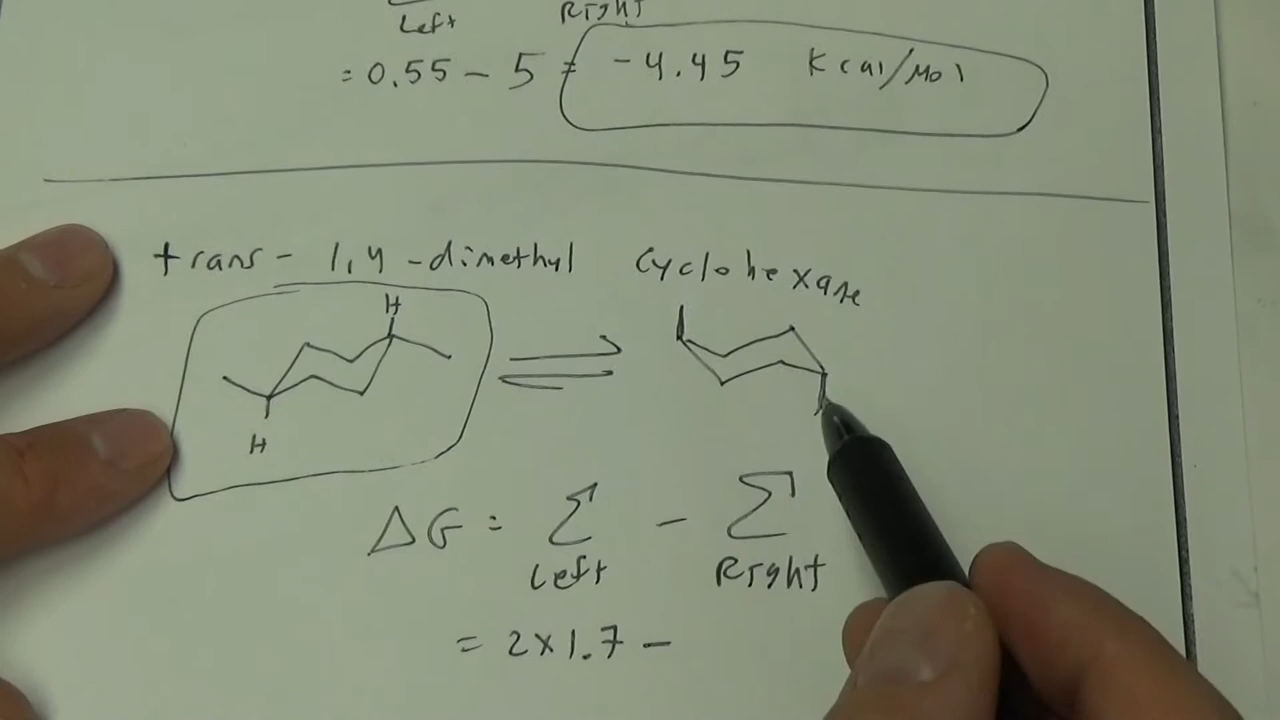 Left Right
= 0.55 - 5 = -4.45 Kcal/Mol
trans - 1,4 - dimethyl cyclohexane
H
H
ΔG = Σ - Σ
Left Right
= 2×1.7 -